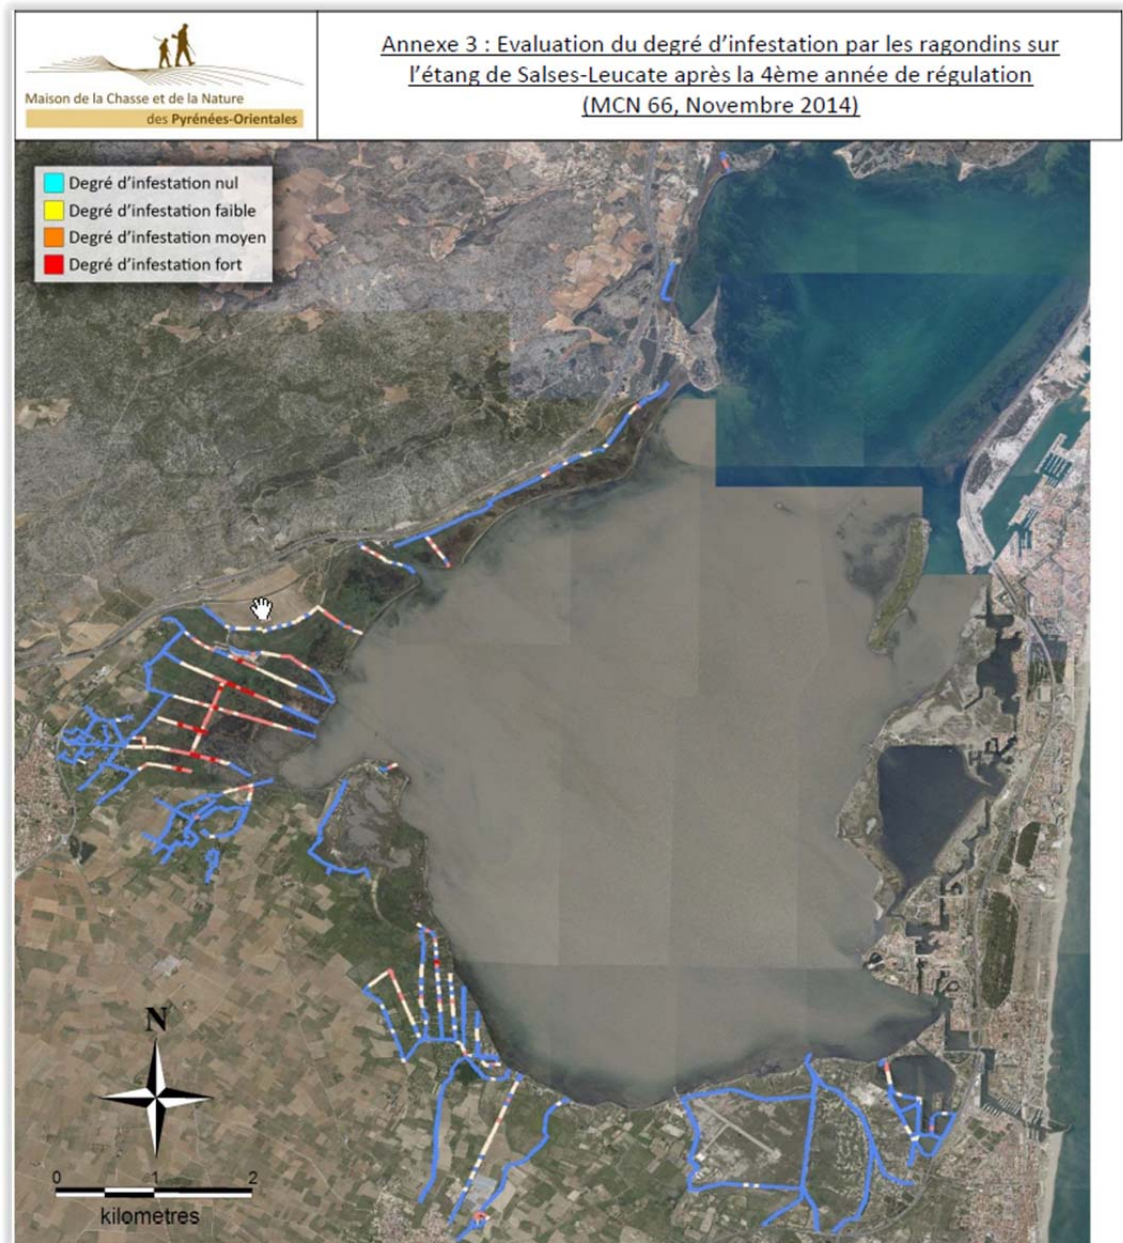 Maison de la Chasse et de la Nature
des Pyrénées-Orientales
Annexe 3 : Evaluation du degré d’infestation par les ragondins sur
l’étang de Salses-Leucate après la 4ème année de régulation
(MCN 66, Novembre 2014)
Degré d’infestation nul
Degré d’infestation faible
Degré d’infestation moyen
Degré d’infestation fort
N
0 1 2
kilometres